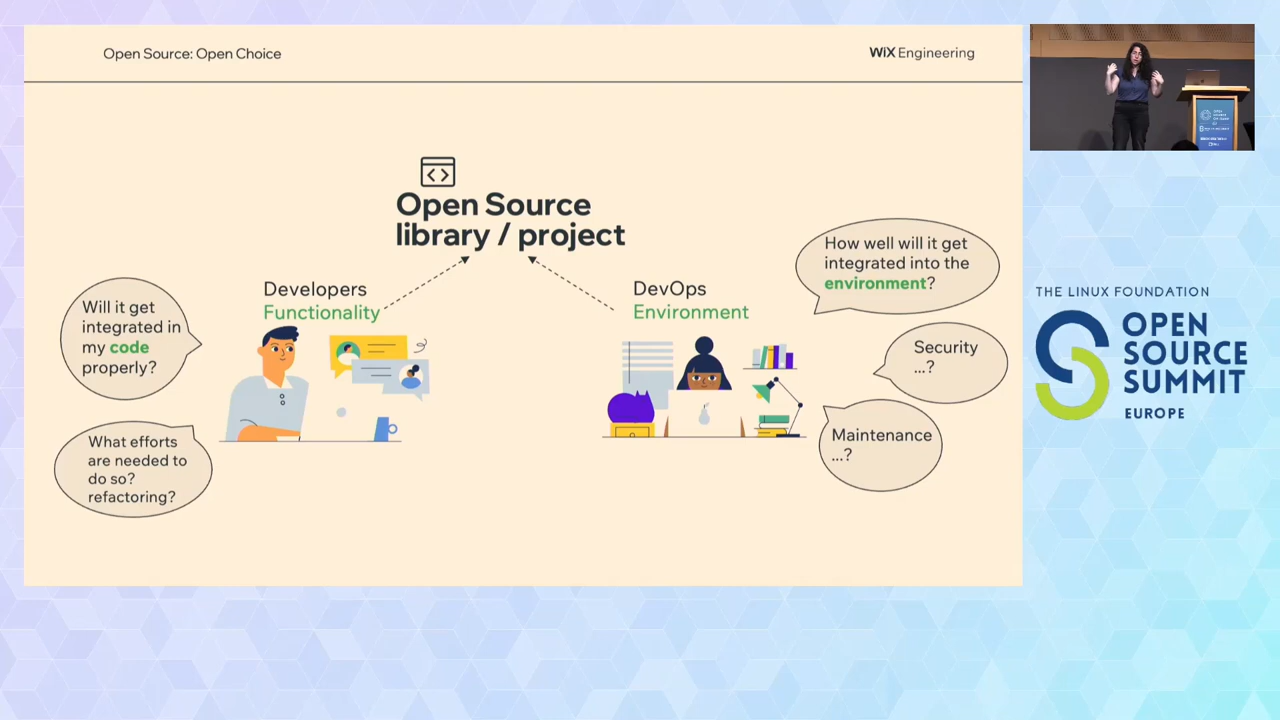 Open Source: Open Choice
WiX Engineering
Open Source
library / project
Developers
Functionality
DevOps
Environment
Will it get
integrated in
my code
properly?
What efforts
are needed to
do so?
refactoring?
How well will it get
integrated into the
environment?
Security
...?
Maintenance
...?
THE LINUX FOUNDATION
OPEN
SOURCE
SUMMIT
EUROPE